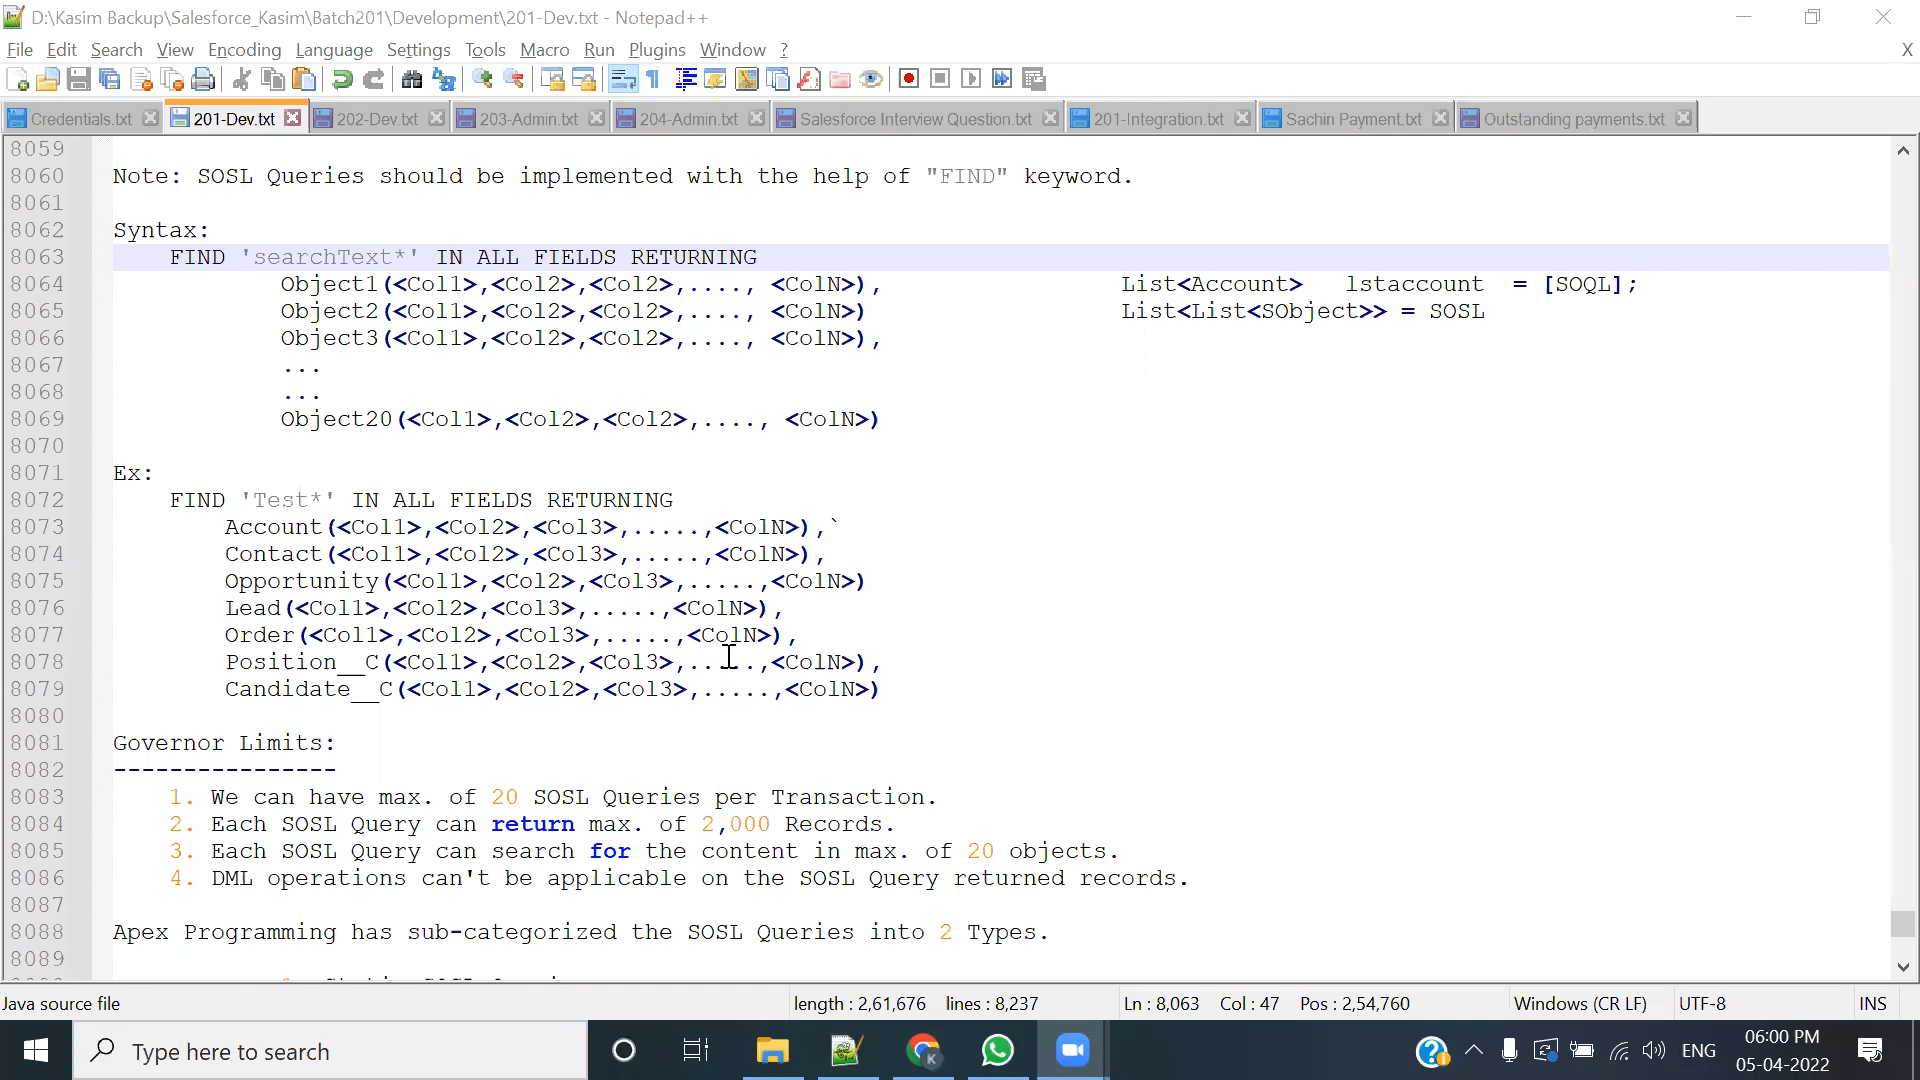 D:\Kasim Backup\Salesforce_Kasim\Batch201\Development\201-Dev.txt - Notepad++
File Edit Search View Encoding Language Settings Tools Macro Run Plugins Window ? X
Credentials.txt 201-Dev.txt 202-Dev.txt 203-Admin.txt 204-Admin.txt Salesforce Interview Question.txt 201-Integration.txt Sachin Payment.txt Outstanding payments.txt
8059
8060 Note: SOSL Queries should be implemented with the help of "FIND" keyword.
8061
8062 Syntax:
8063 FIND 'searchText*' IN ALL FIELDS RETURNING
8064 Object1(<Col1>,<Col2>,<Col2>,...., <ColN>), List<Account> lstaccount = [SOQL];
8065 Object2(<Col1>,<Col2>,<Col2>,...., <ColN>) List<List<SObject>> = SOSL
8066 Object3(<Col1>,<Col2>,<Col2>,...., <ColN>),
8067 ...
8068 ...
8069 Object20(<Col1>,<Col2>,<Col2>,...., <ColN>)
8070
8071 Ex:
8072 FIND 'Test*' IN ALL FIELDS RETURNING
8073 Account(<Col1>,<Col2>,<Col3>,.....,<ColN>),`
8074 Contact(<Col1>,<Col2>,<Col3>,.....,<ColN>),
8075 Opportunity(<Col1>,<Col2>,<Col3>,.....,<ColN>)
8076 Lead(<Col1>,<Col2>,<Col3>,.....,<ColN>),
8077 Order(<Col1>,<Col2>,<Col3>,.....,<ColN>),
8078 Position__C(<Col1>,<Col2>,<Col3>,.....,<ColN>),
8079 Candidate__C(<Col1>,<Col2>,<Col3>,.....,<ColN>)
8080
8081 Governor Limits:
8082 ----------------
8083 1. We can have max. of 20 SOSL Queries per Transaction.
8084 2. Each SOSL Query can return max. of 2,000 Records.
8085 3. Each SOSL Query can search for the content in max. of 20 objects.
8086 4. DML operations can't be applicable on the SOSL Query returned records.
8087
8088 Apex Programming has sub-categorized the SOSL Queries into 2 Types.
8089
Java source file length : 2,61,676 lines : 8,237 Ln : 8,063 Col : 47 Pos : 2,54,760 Windows (CR LF) UTF-8 INS
Type here to search
K
ENG
06:00 PM
05-04-2022